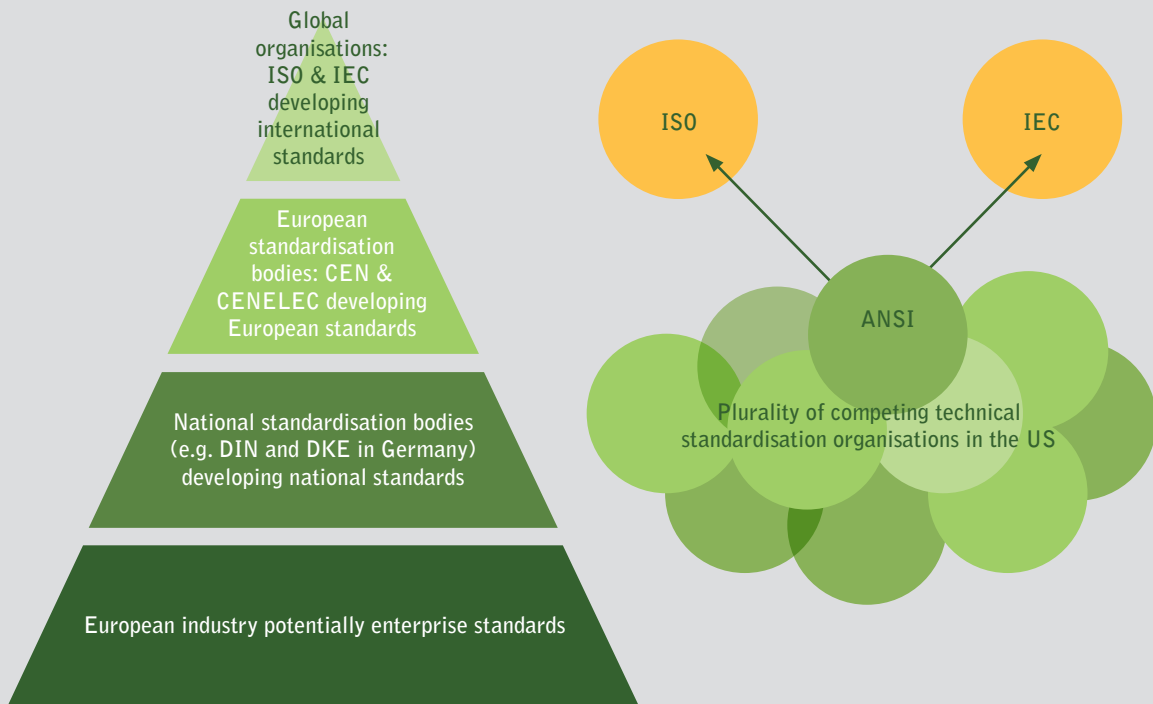 Global
organisations:
ISO & IEC
developing
international
standards
European
standardisation
bodies: CEN &
CENELEC developing
European standards
National standardisation bodies
(e.g. DIN and DKE in Germany)
developing national standards
European industry potentially enterprise standards
ISO
IEC
ANSI
Plurality of competing technical
standardisation organisations in the US